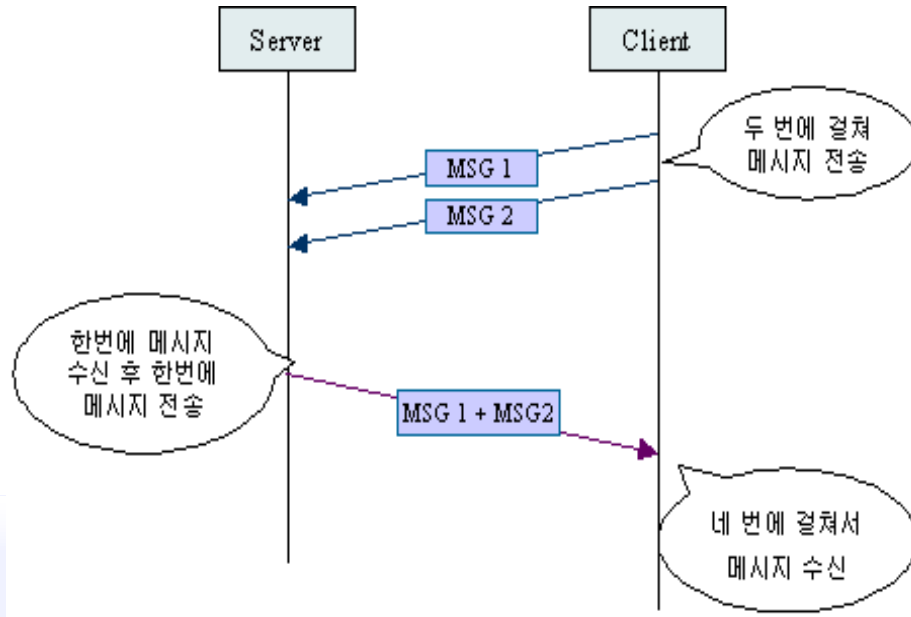 Server
Client
두 번에 걸쳐
메시지 전송
MSG 1
MSG 2
한번에 메시지
수신 후 한번에
메시지 전송
MSG 1 + MSG2
네 번에 걸쳐서
메시지 수신